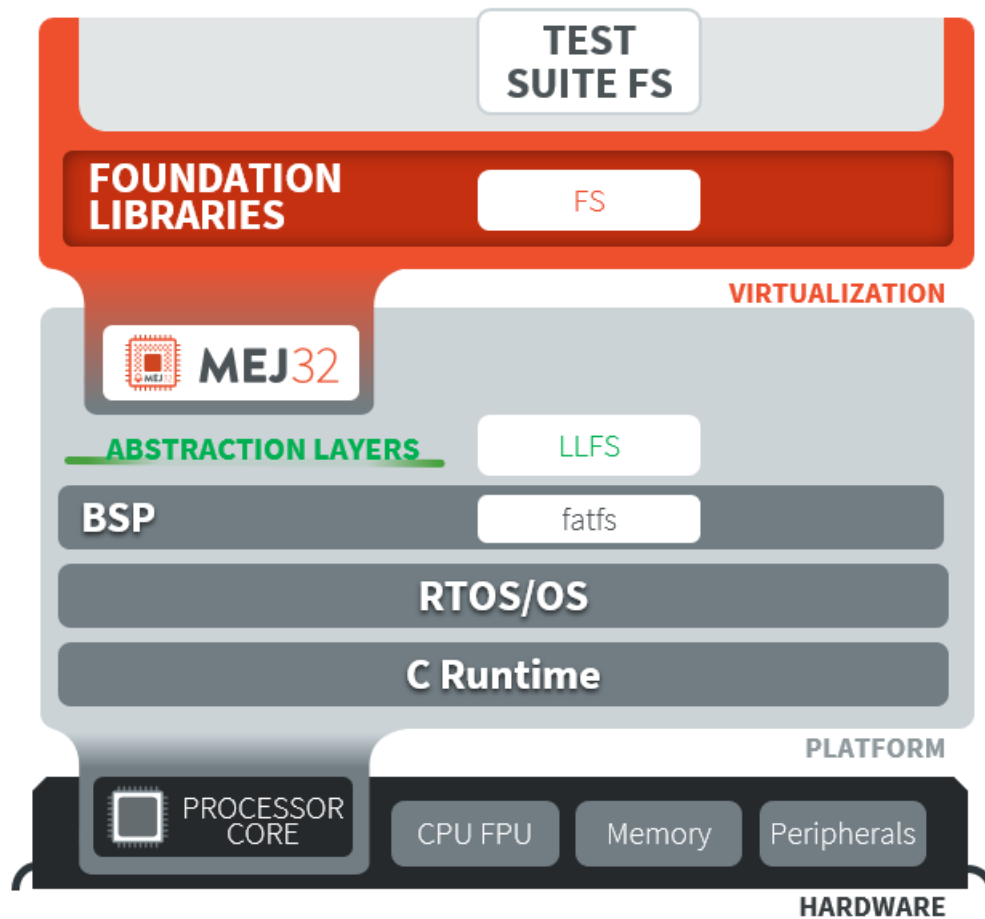 TEST
SUITE FS
FOUNDATION
LIBRARIES
FS
VIRTUALIZATION
MEJ32
MEJ32
ABSTRACTION LAYERS
LLFS
BSP
fatfs
RTOS/OS
C Runtime
PLATFORM
PROCESSOR
CORE
CPU FPU
Memory
Peripherals
HARDWARE